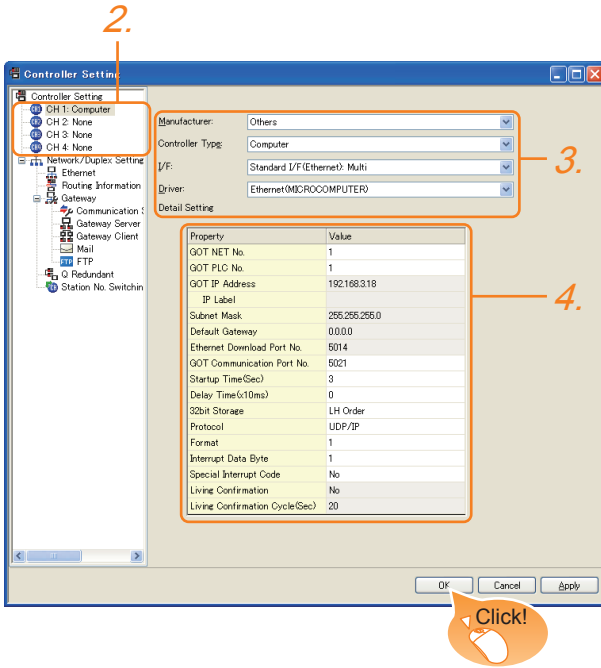 2.
Controller Setting
Controller Setting
CH 1: Computer
CH 2: None
CH 3: None
CH 4: None
Network/Duplex Setting
Ethernet
Routing Information
Gateway
Communication S
Gateway Server
Gateway Client
Mail
FTP
Q Redundant
Station No. Switchin
Manufacturer: Others
Controller Type: Computer
I/F: Standard I/F(Ethernet): Multi
Driver: Ethernet(MICROCOMPUTER)
3.
Detail Setting
Property Value
GOT NET No. 1
GOT PLC No. 1
GOT IP Address 192.168.3.18
IP Label
Subnet Mask 255.255.255.0
Default Gateway 0.0.0.0
Ethernet Download Port No. 5014
GOT Communication Port No. 5021
Startup Time(Sec) 3
Delay Time(x10ms) 0
32bit Storage LH Order
Protocol UDP/IP
Format 1
Interrupt Data Byte 1
Special Interrupt Code No
Living Confirmation No
Living Confirmation Cycle(Sec) 20
4.
OK Cancel Apply
Click!